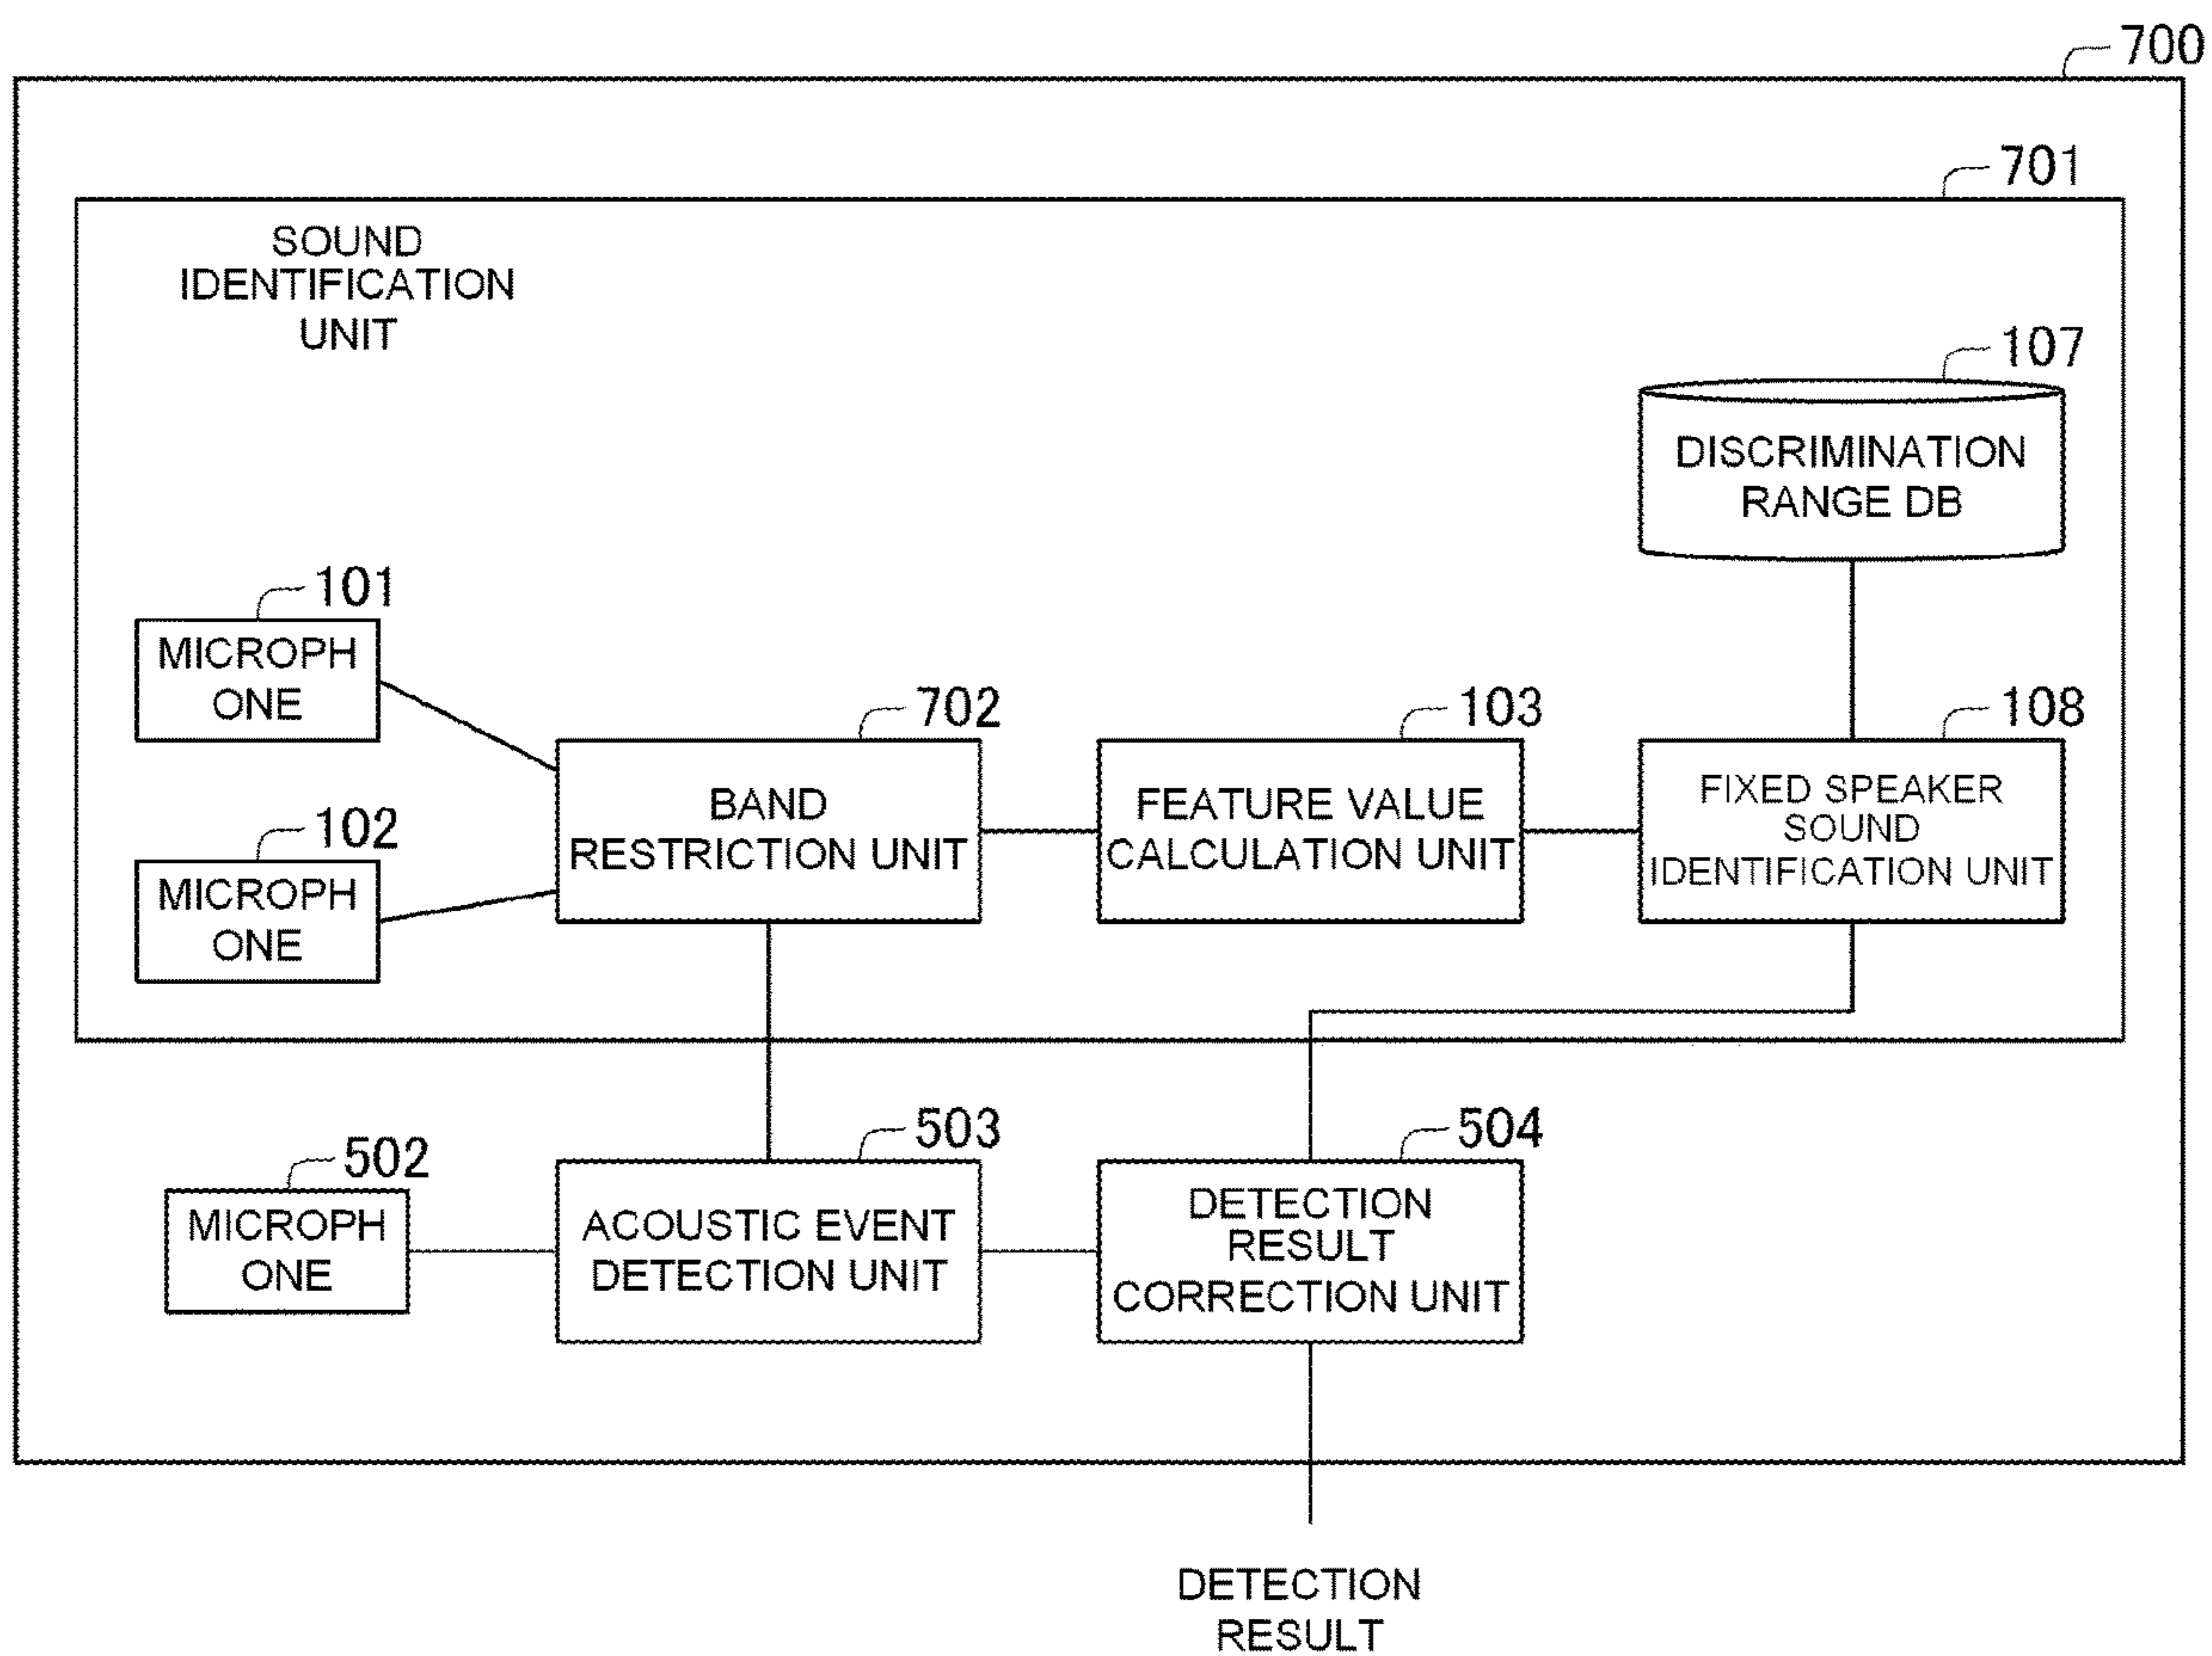 700
701
SOUND
IDENTIFICATION
UNIT
107
DISCRIMINATION
RANGE DB
101
MICROPH
ONE
702
103
108
BAND
RESTRICTION UNIT
FEATURE VALUE
CALCULATION UNIT
FIXED SPEAKER
SOUND
IDENTIFICATION UNIT
102
MICROPH
ONE
502
MICROPH
ONE
503
ACOUSTIC EVENT
DETECTION UNIT
504
DETECTION
RESULT
CORRECTION UNIT
DETECTION
RESULT